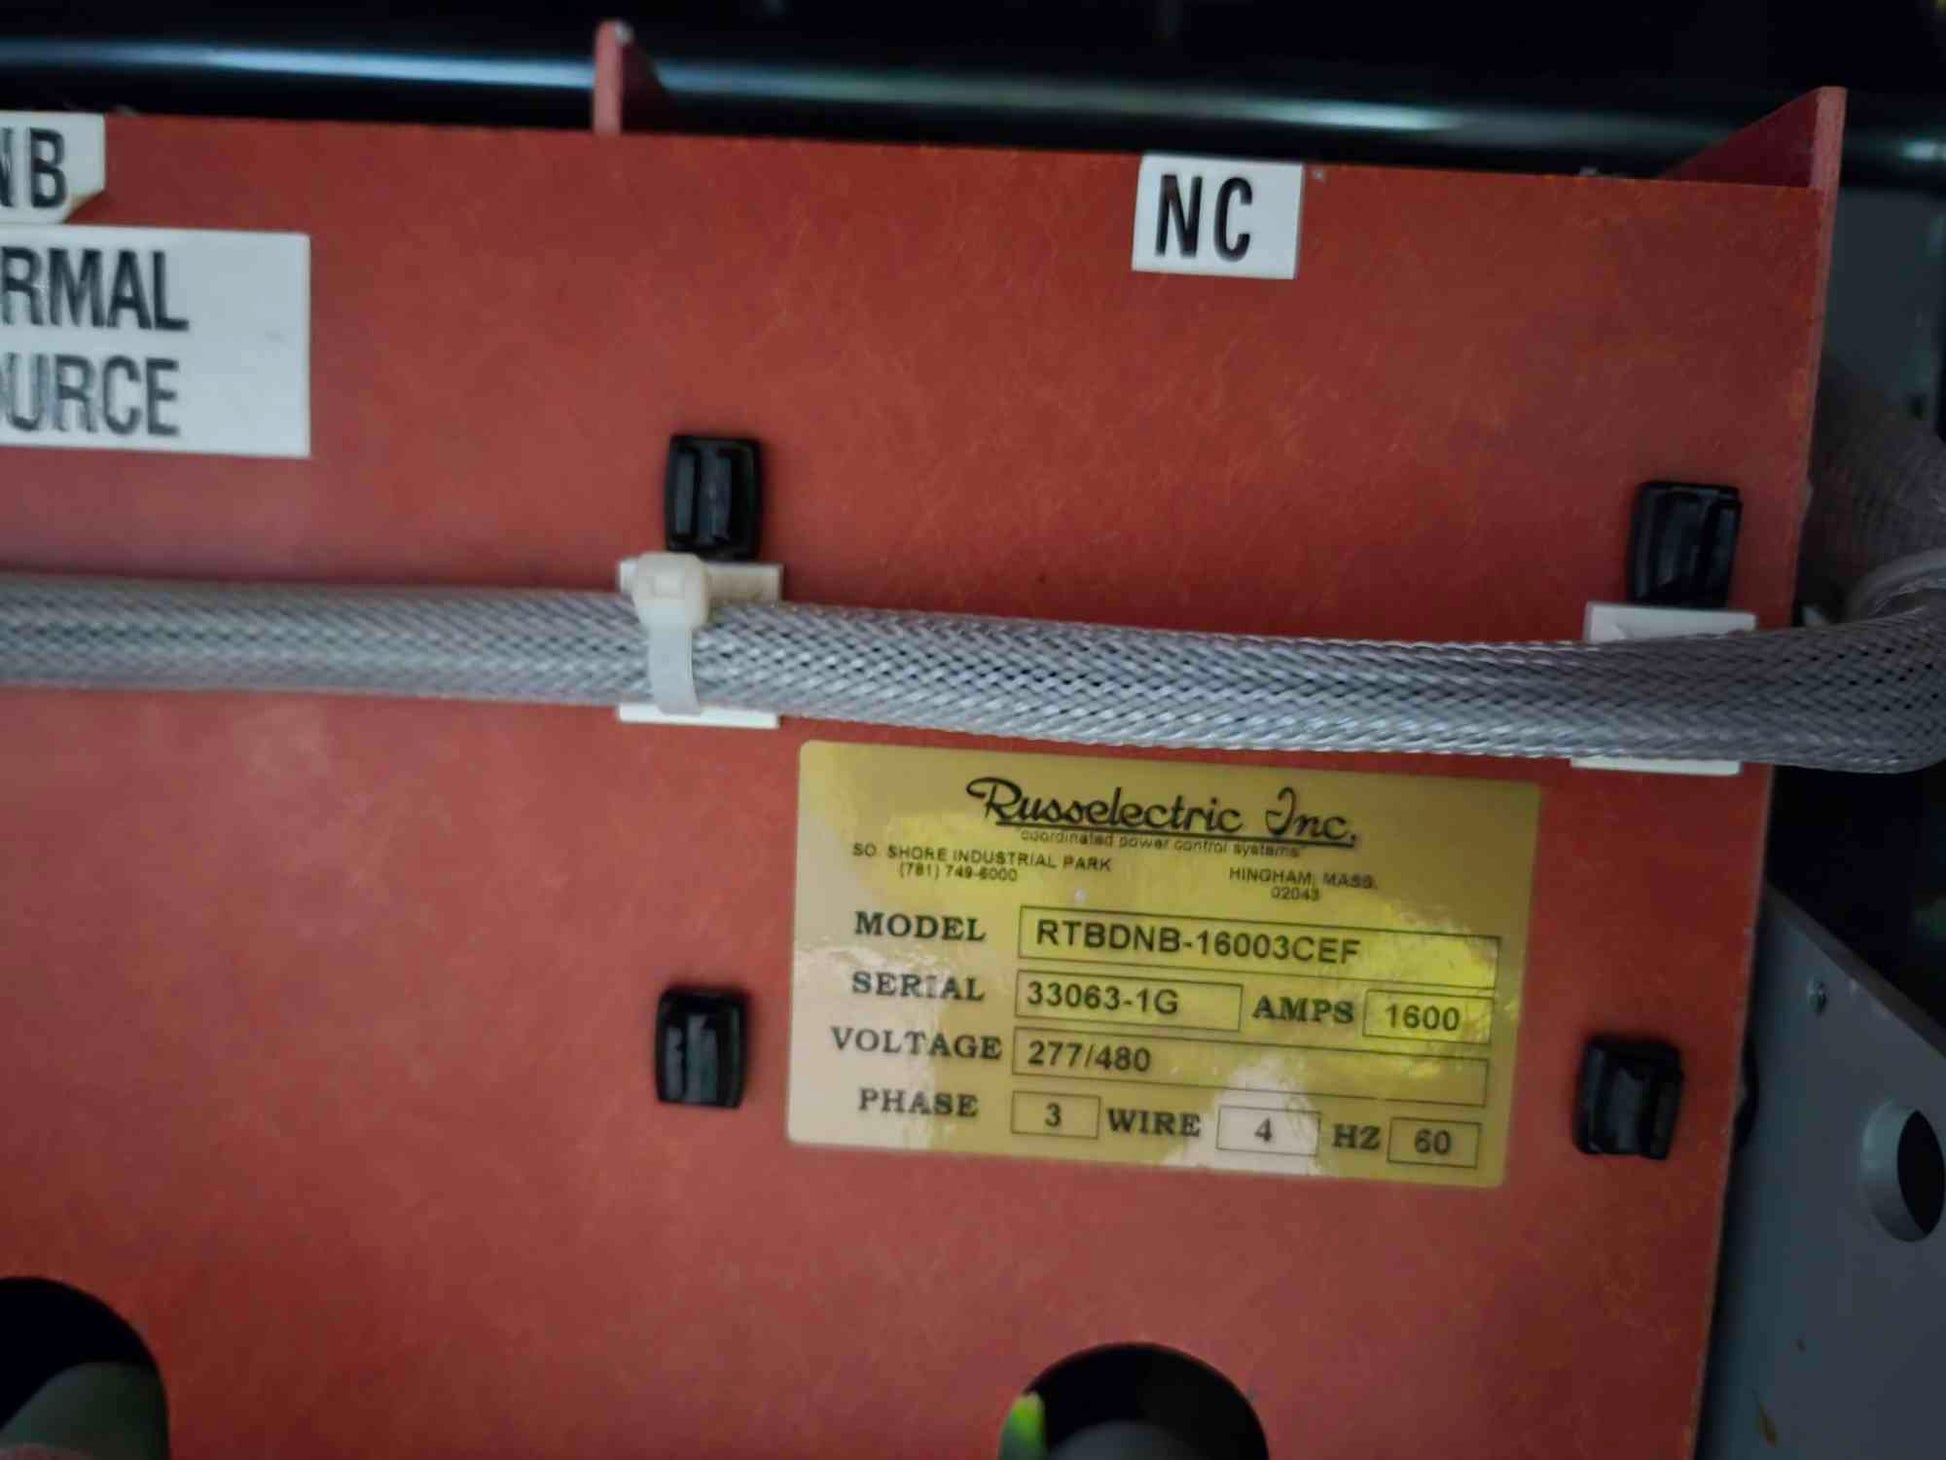 NB
NC
RMAL
OURCE
Russelectric Inc.
coordinated power control systems
SO. SHORE INDUSTRIAL PARK HINGHAM, MASS.
(781) 749-6000 02043
MODEL RTBDNB-16003CEF
SERIAL 33063-1G AMPS 1600
VOLTAGE 277/480
PHASE 3 WIRE 4 HZ 60